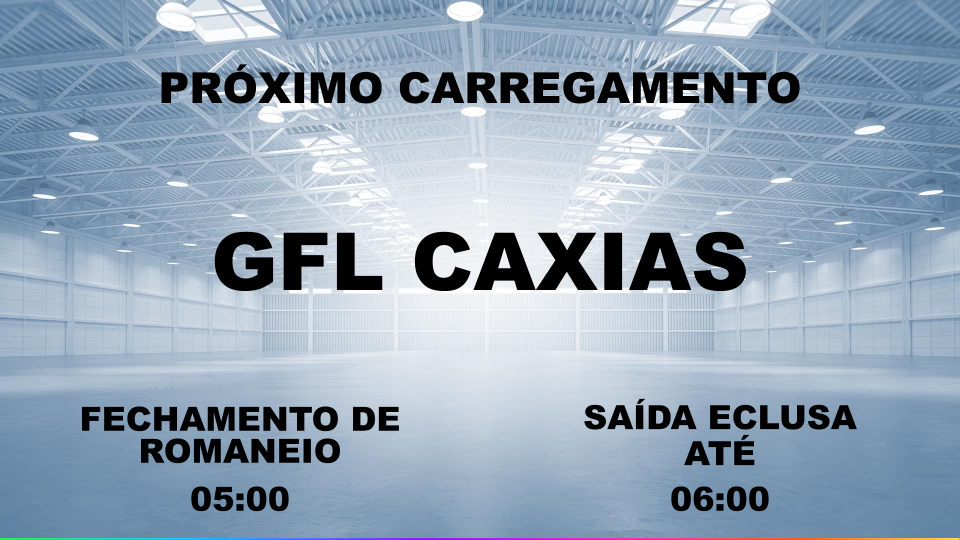 PRÓXIMO CARREGAMENTO
GFL CAXIAS
FECHAMENTO DE
ROMANEIO
05:00
SAÍDA ECLUSA
ATÉ
06:00